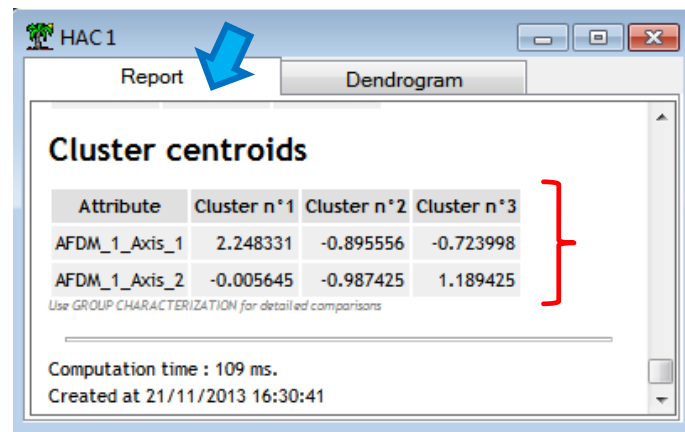 HAC 1
Report Dendrogram
Cluster centroids
Attribute Cluster n°1 Cluster n°2 Cluster n°3
AFDM_1_Axis_1 2.248331 -0.895556 -0.723998
AFDM_1_Axis_2 -0.005645 -0.987425 1.189425
Use GROUP CHARACTERIZATION for detailed comparisons
Computation time : 109 ms.
Created at 21/11/2013 16:30:41